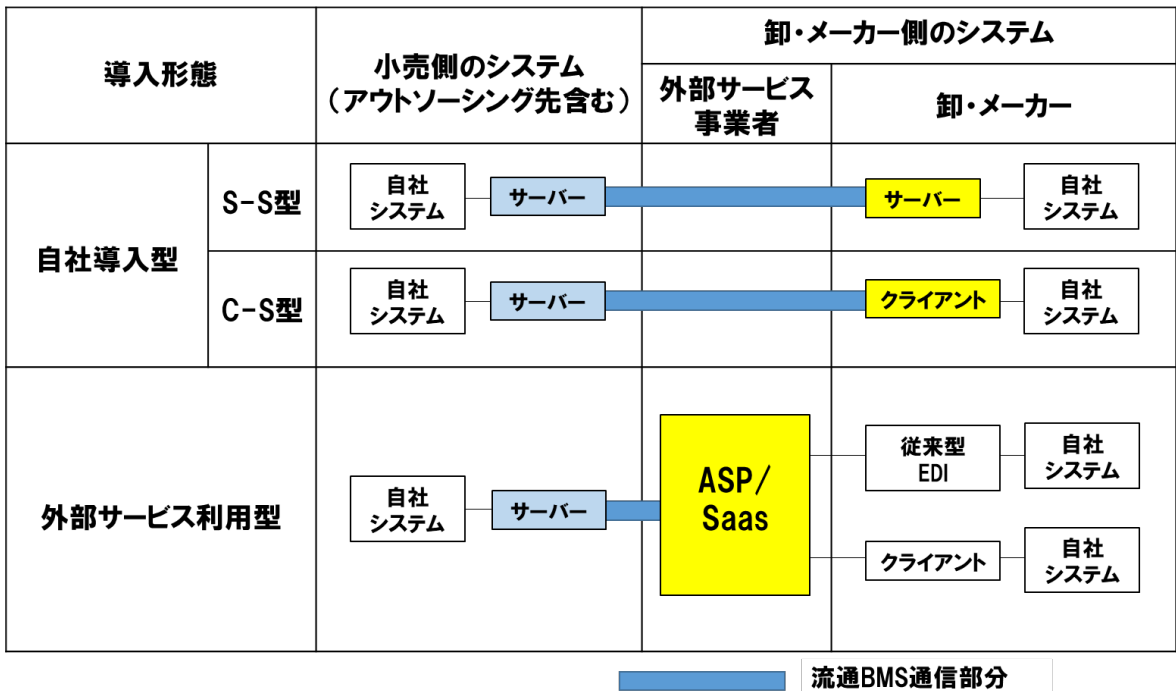 導入形態
小売側のシステム
（アウトソーシング先含む）
卸・メーカー側のシステム
外部サービス
事業者
卸・メーカー
自社導入型
S-S型
自社
システム
サーバー
サーバー
自社
システム
C-S型
自社
システム
サーバー
クライアント
自社
システム
外部サービス利用型
自社
システム
サーバー
ASP/
Saas
従来型
EDI
自社
システム
クライアント
自社
システム
流通BMS通信部分